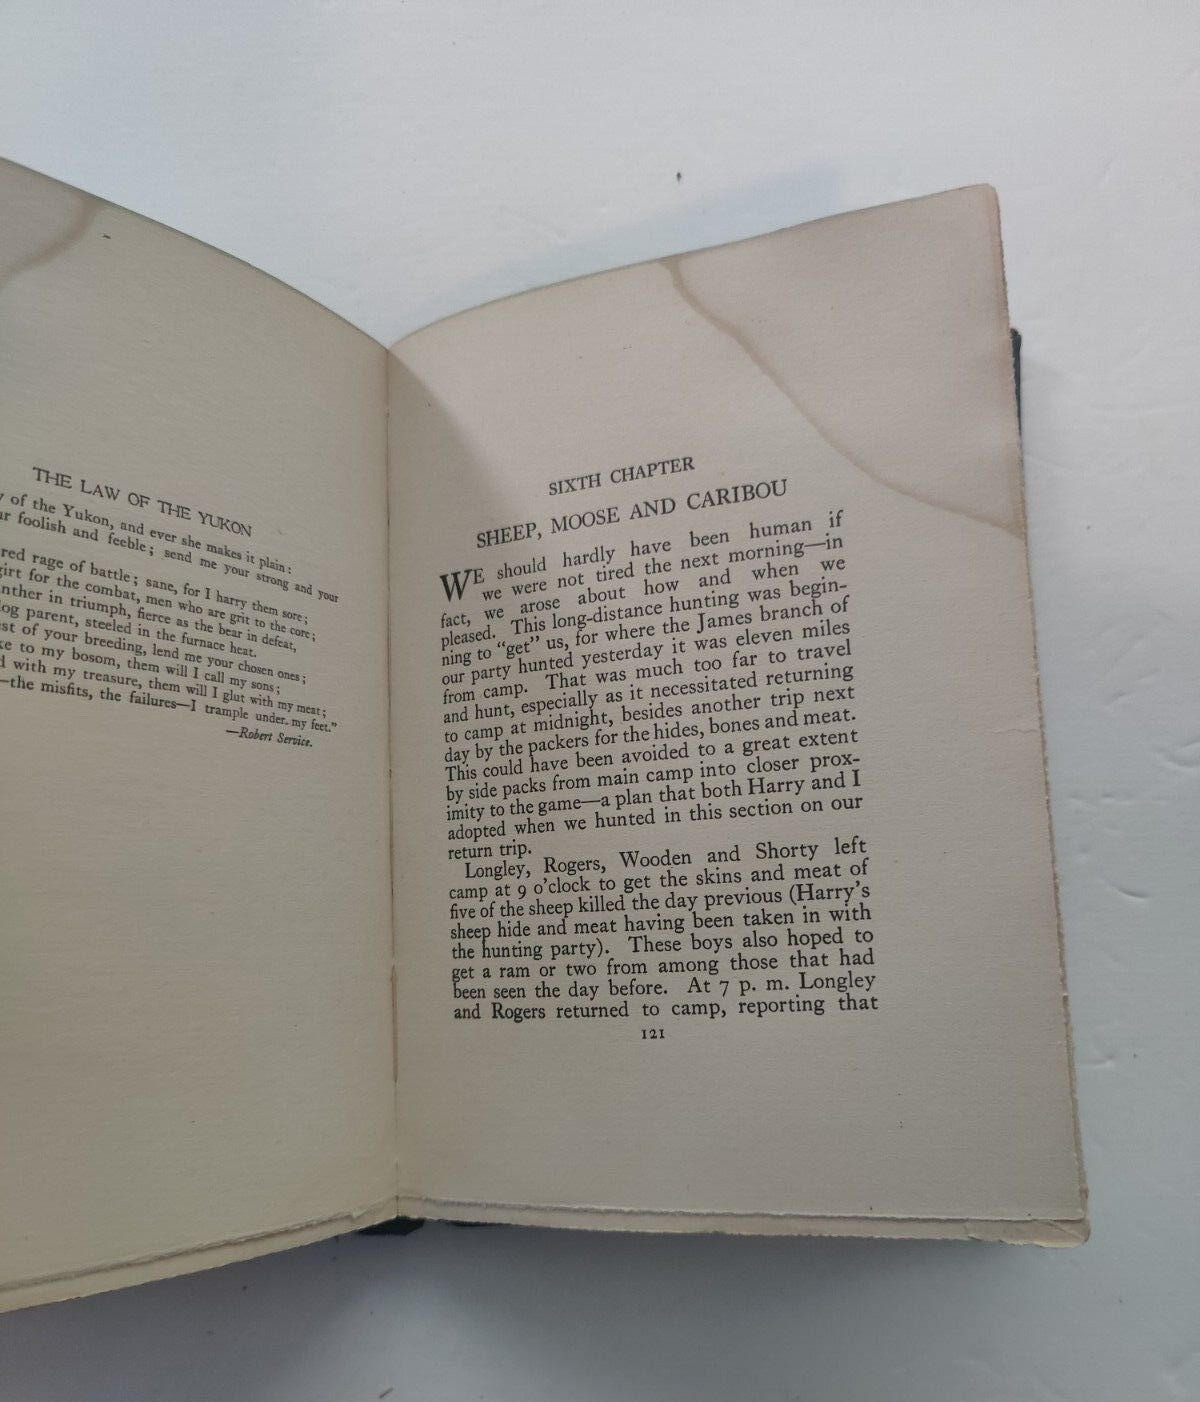 THE LAW OF THE YUKON
of the Yukon, and ever she makes it plain:
foolish and feeble; send me your strong and your
red rage of battle; sane, for I harry them sore;
girt for the combat, men who are grit to the core;
in triumph, fierce as the bear in defeat,
parent, steeled in the furnace heat.
of your breeding, lend me your chosen ones;
to my bosom, them will I call my sons;
with my treasure, them will I glut with my meat;
—the misfits, the failures—I trample under my feet."
—Robert Service.
SIXTH CHAPTER
SHEEP, MOOSE AND CARIBOU
WE should hardly have been human if
we were not tired the next morning—in
fact, we arose about how and when we
pleased. This long-distance hunting was begin-
ning to "get" us, for where the James branch of
our party hunted yesterday it was eleven miles
from camp. That was much too far to travel
and hunt, especially as it necessitated returning
to camp at midnight, besides another trip next
day by the packers for the hides, bones and meat.
This could have been avoided to a great extent
by side packs from main camp into closer prox-
imity to the game—a plan that both Harry and I
adopted when we hunted in this section on our
return trip.
Longley, Rogers, Wooden and Shorty left
camp at 9 o'clock to get the skins and meat of
five of the sheep killed the day previous (Harry's
sheep hide and meat having been taken in with
the hunting party). These boys also hoped to
get a ram or two from among those that had
been seen the day before. At 7 p. m. Longley
and Rogers returned to camp, reporting that
121